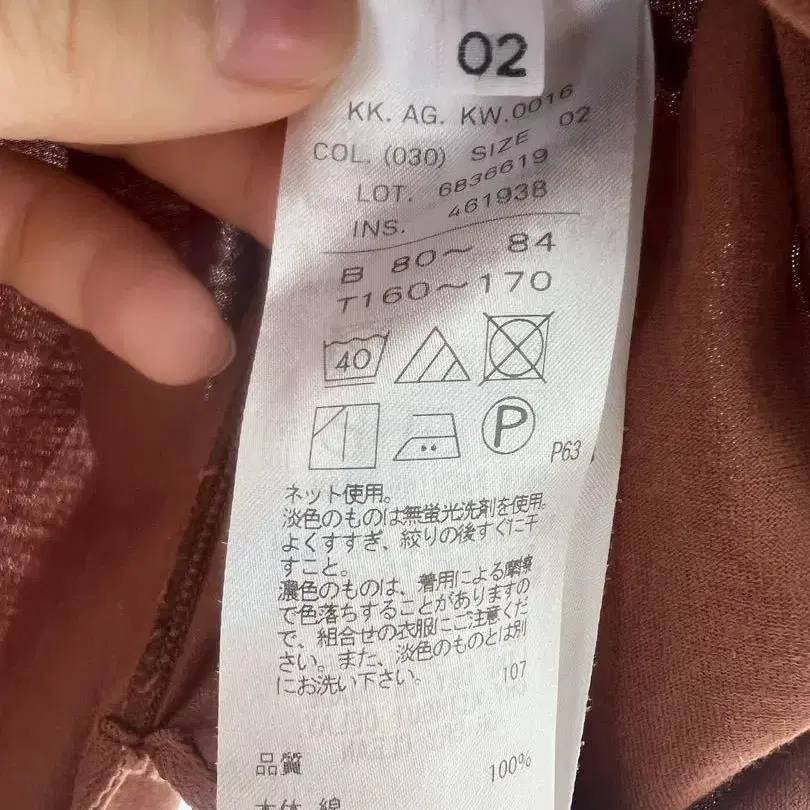 02
KK. AG. KW.0016
COL. (030) SIZE 02
LOT. 6836619
INS. 461938
B 80～ 84
T160～170
40
P
P63
ネット使用。
淡色のものは無蛍光洗剤を使用。
よくすすぎ、絞りの後すぐに干
すこと。
濃色のものは、着用による摩擦
で色落ちすることがありますの
で、組合せの衣服にご注意くだ
さい。また、淡色のものとは別
にお洗い下さい。 107
品質
本体 綿 100%